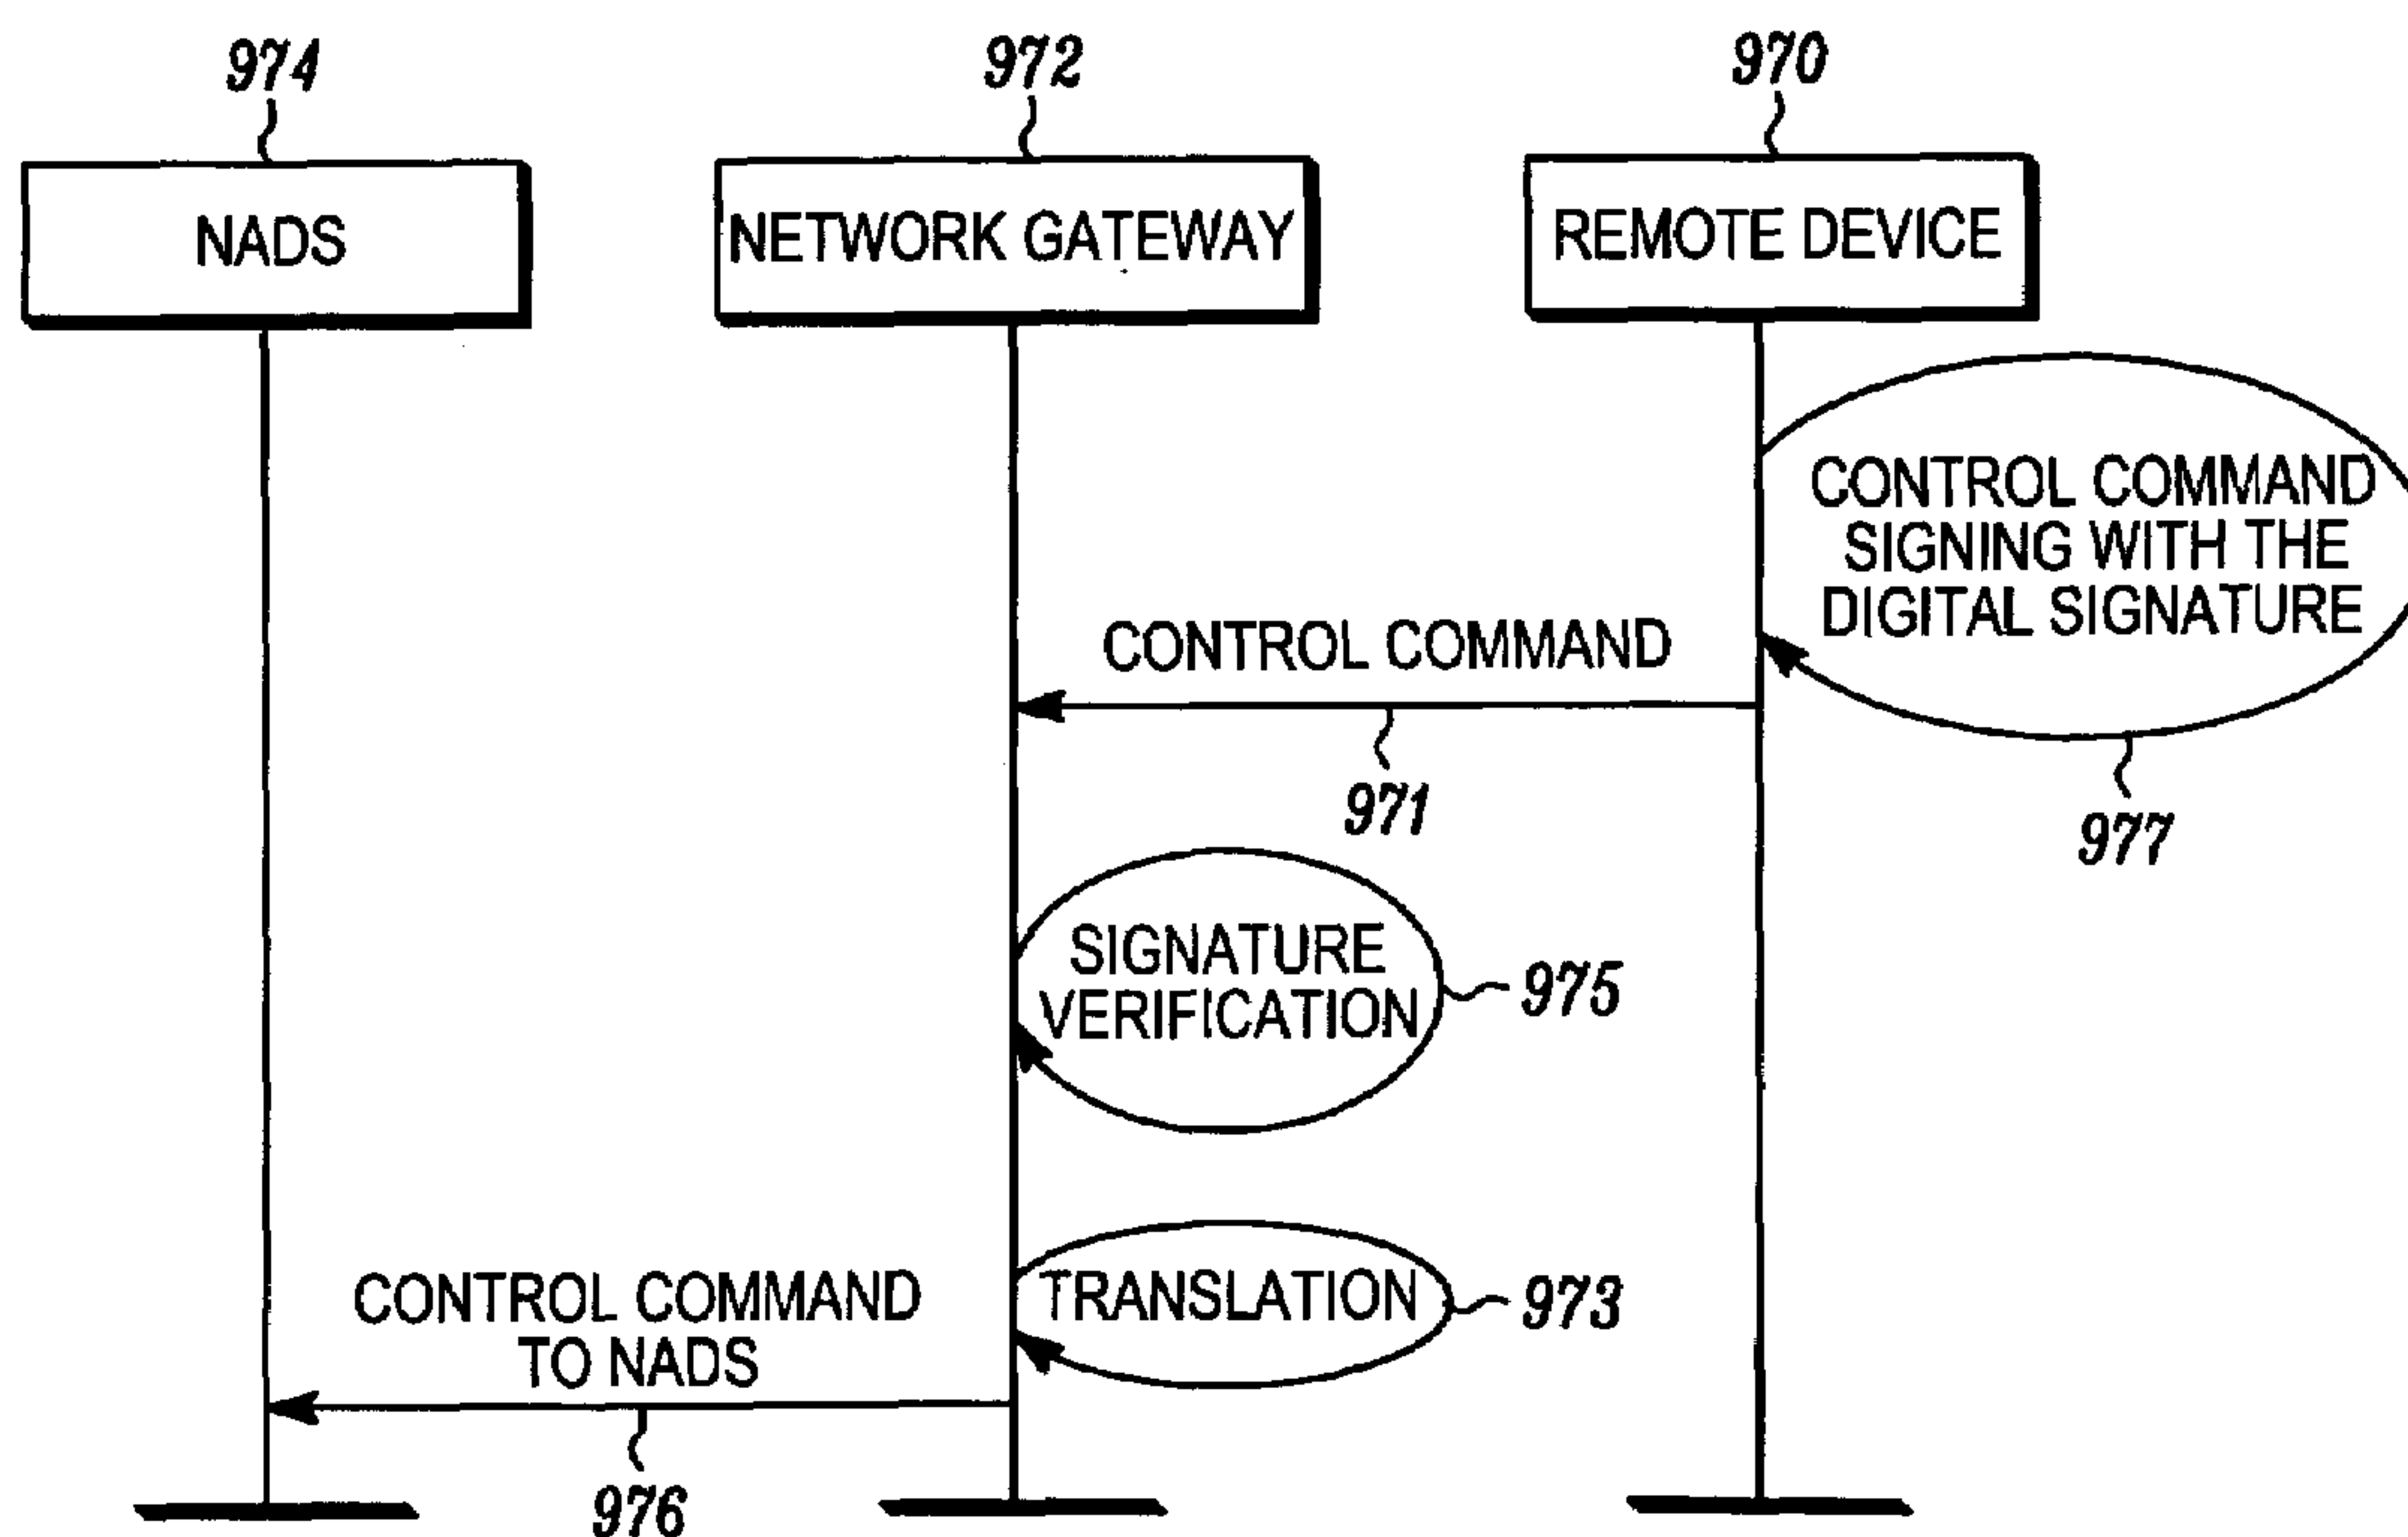 974
972
970
NADS
NETWORK GATEWAY
REMOTE DEVICE
CONTROL COMMAND
SIGNING WITH THE
DIGITAL SIGNATURE
977
CONTROL COMMAND
971
SIGNATURE
VERIFICATION
975
TRANSLATION
973
CONTROL COMMAND
TO NADS
976